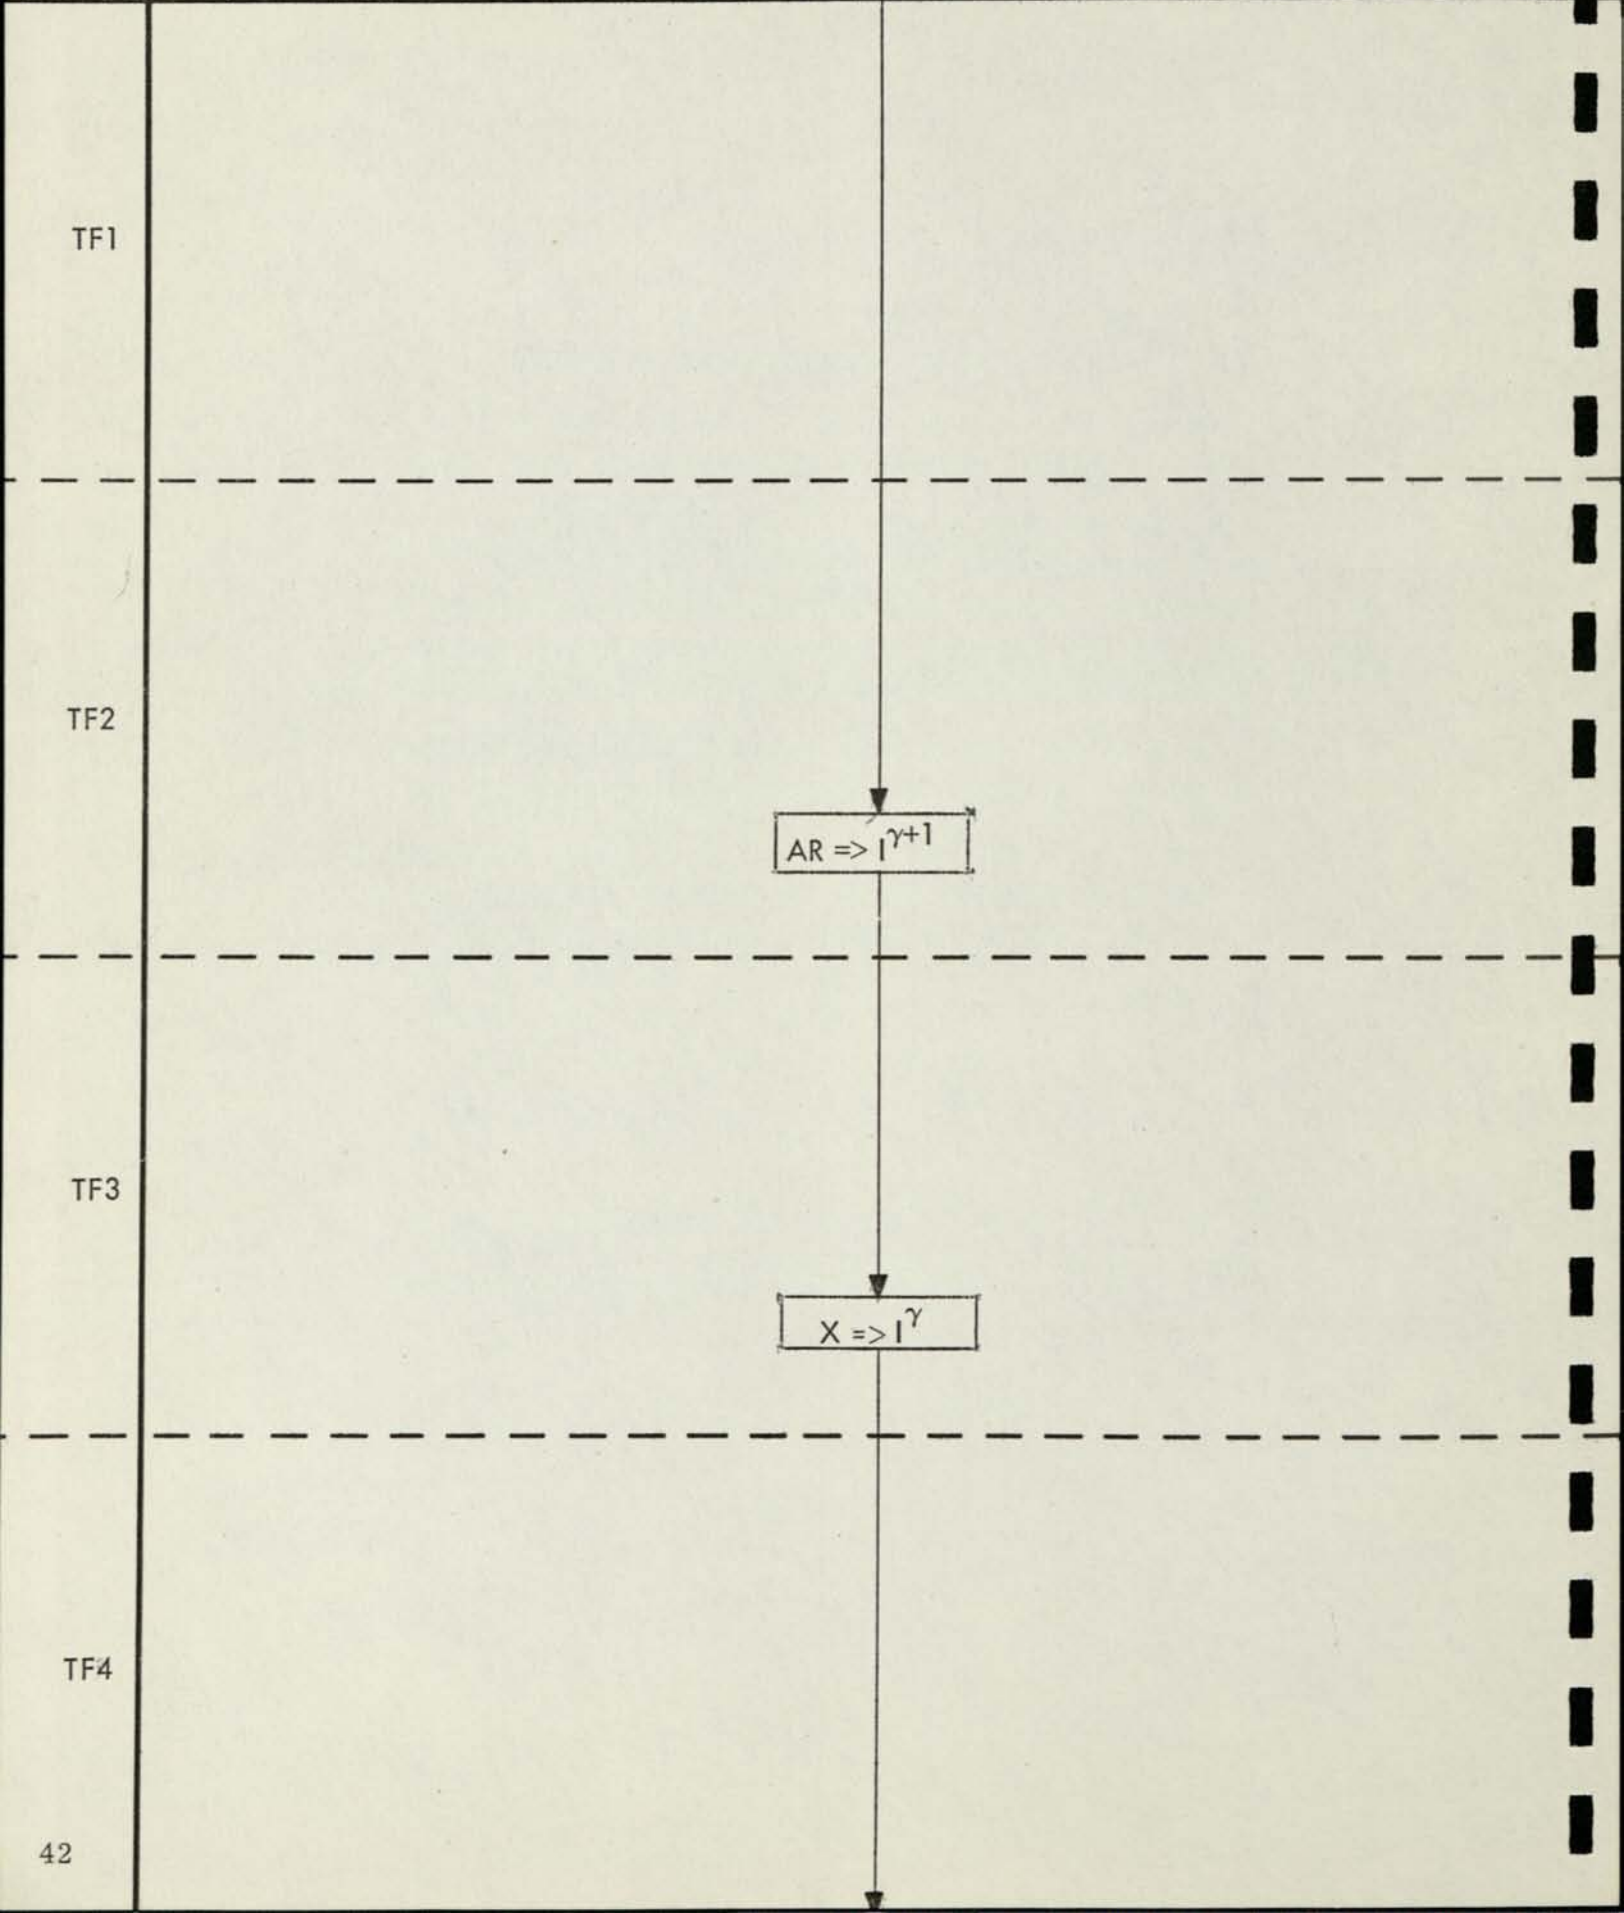 TF1
TF2
AR => I^γ+1
TF3
X => I^γ
TF4
42